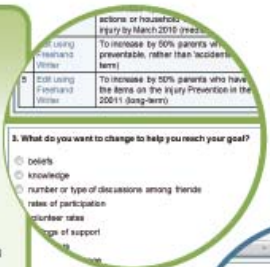 actions or household
injury by March 2010
Edit using
Freehand
Writer
To increase by 50% parents wh
preventable, rather than 'accidents
term)
5
Edit using
Freehand
Writer
To increase by 50% parents who have
the items on the Injury Prevention in the
20011 (long-term)
3. What do you want to change to help you reach your goal?
beliefs
knowledge
number or type of discussions among friends
rates of participation
volunteer rates
of support